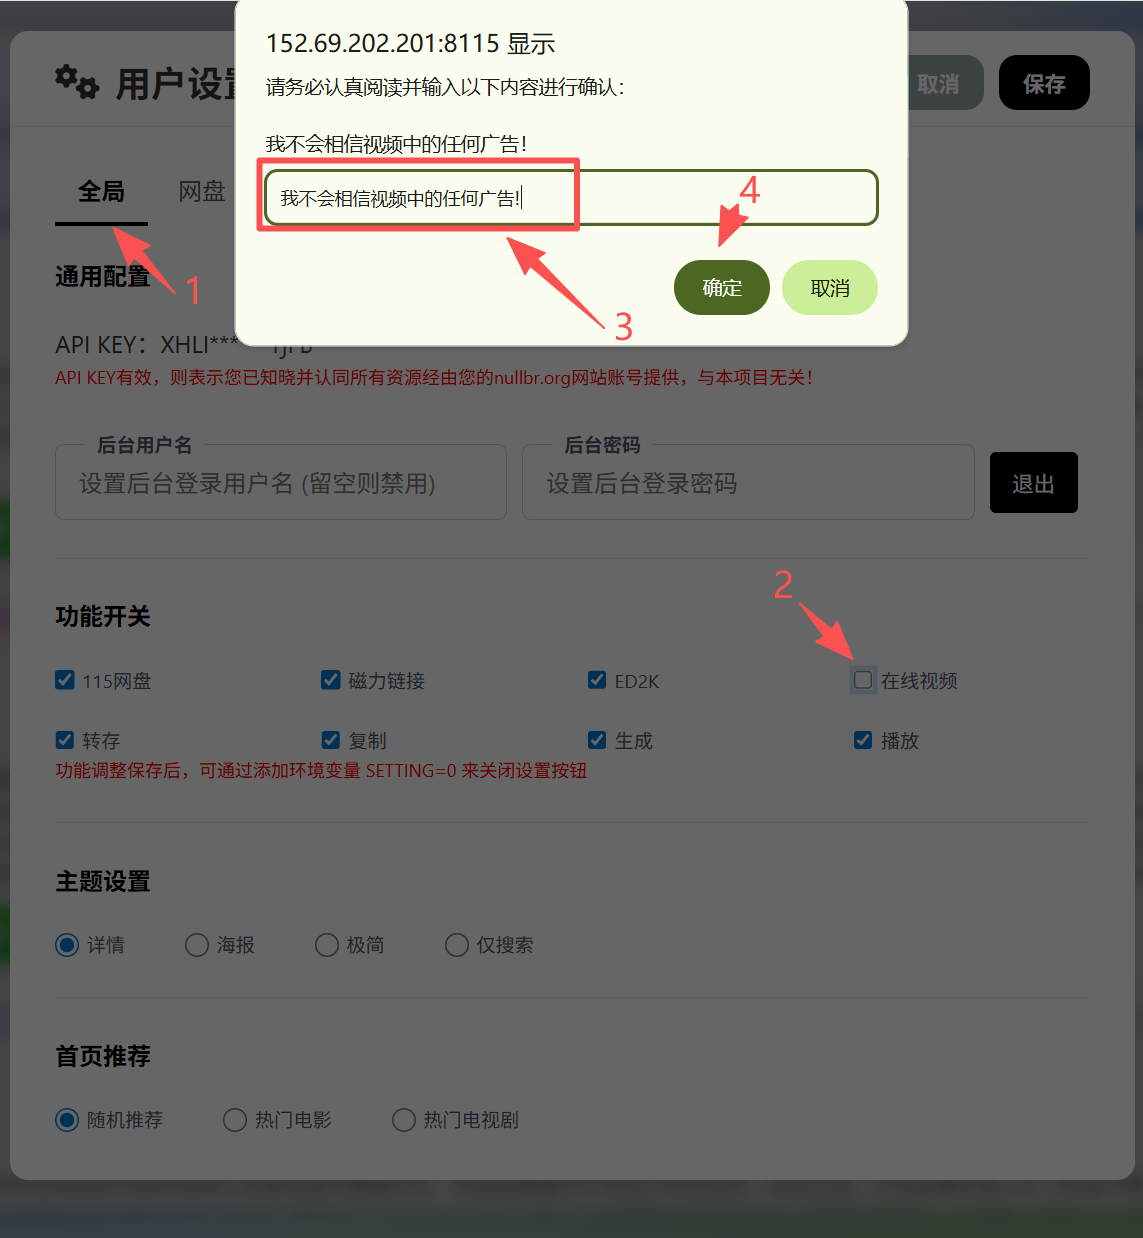 152.69.202.201:8115 显示
请务必认真阅读并输入以下内容进行确认：
我不会相信视频中的任何广告！
我不会相信视频中的任何广告!
确定
取消
用户设
取消
保存
全局
网盘
1
3
4
通用配置
API KEY：XHLI***
API KEY有效，则表示您已知晓并认同所有资源经由您的nullbr.org网站账号提供，与本项目无关！
后台用户名
设置后台登录用户名 (留空则禁用)
后台密码
设置后台登录密码
退出
2
功能开关
115网盘
磁力链接
ED2K
在线视频
转存
复制
生成
播放
功能调整保存后，可通过添加环境变量 SETTING=0 来关闭设置按钮
主题设置
详情
海报
极简
仅搜索
首页推荐
随机推荐
热门电影
热门电视剧